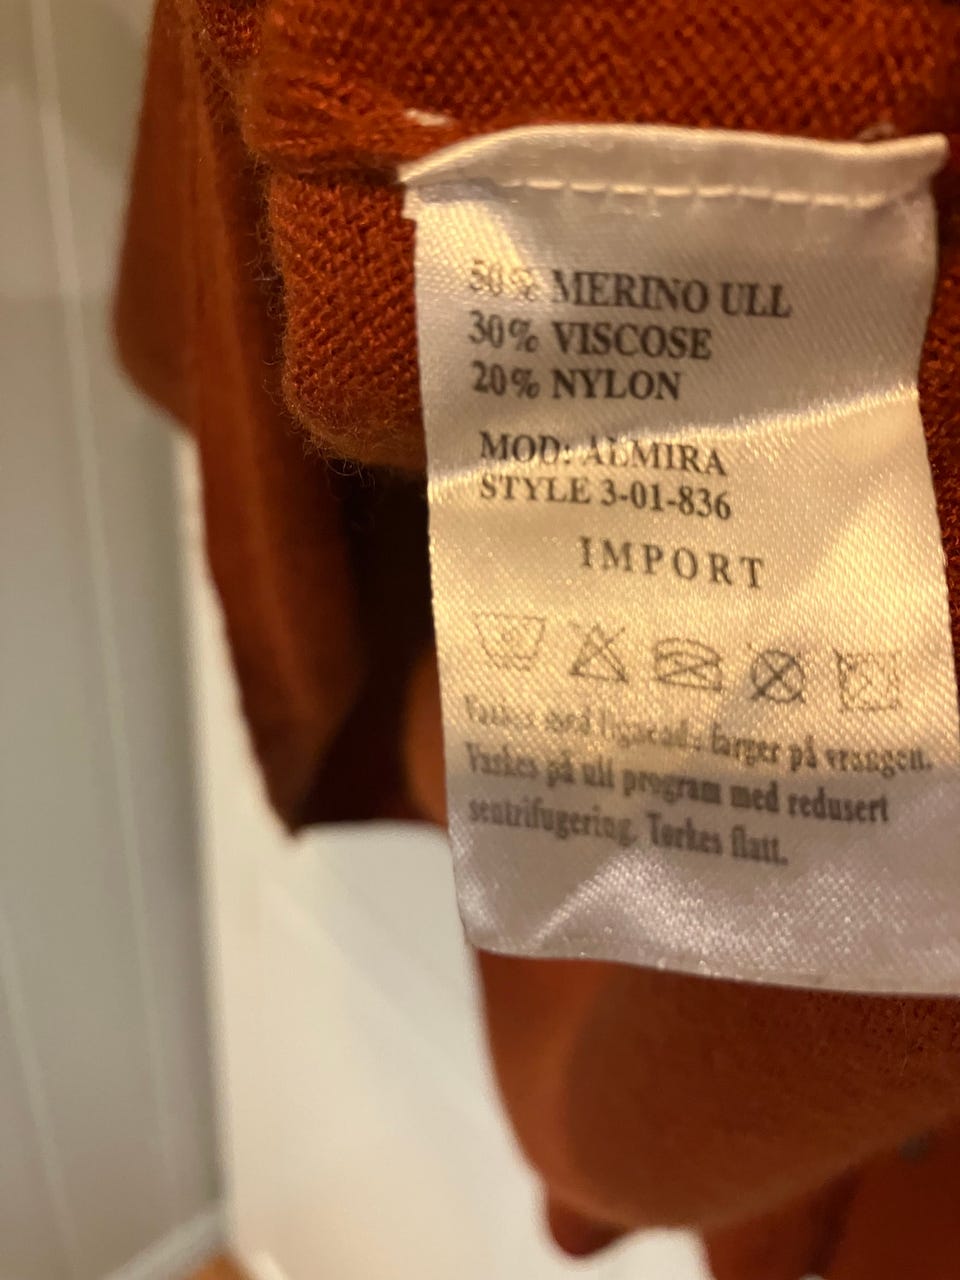 50% MERINO ULL
30% VISCOSE
20% NYLON
MOD: ALMIRA
STYLE 3-01-836
IMPORT
Vaskes med lignende farger på vrangen.
Vaskes på ull program med redusert
sentrifugering. Tørkes flatt.